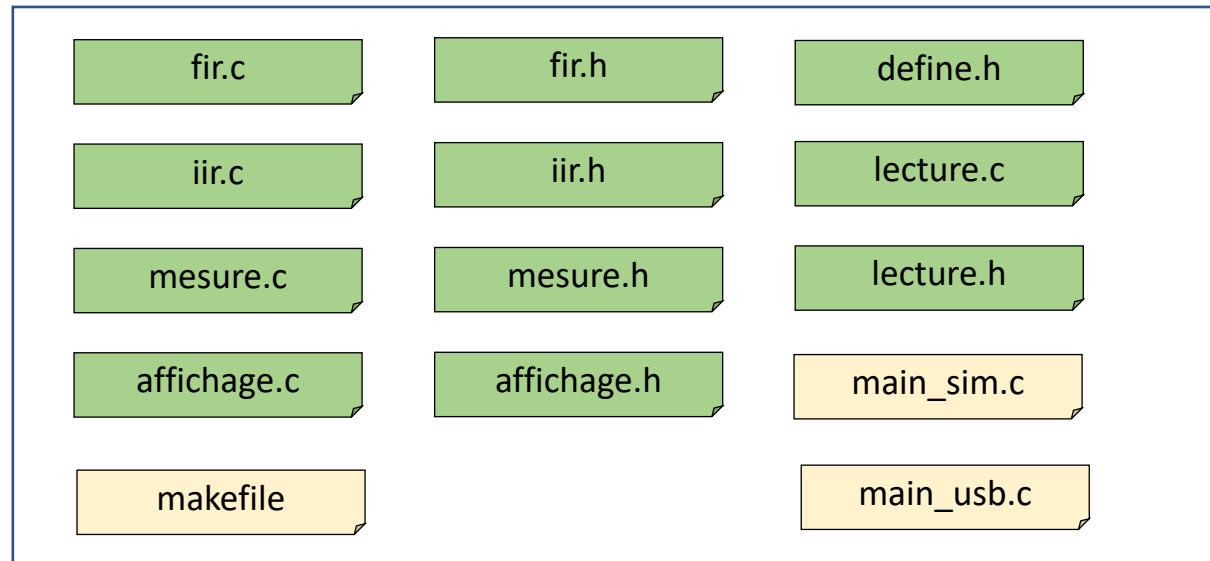 fir.c
fir.h
define.h
iir.c
iir.h
lecture.c
mesure.c
mesure.h
lecture.h
affichage.c
affichage.h
main_sim.c
makefile
main_usb.c